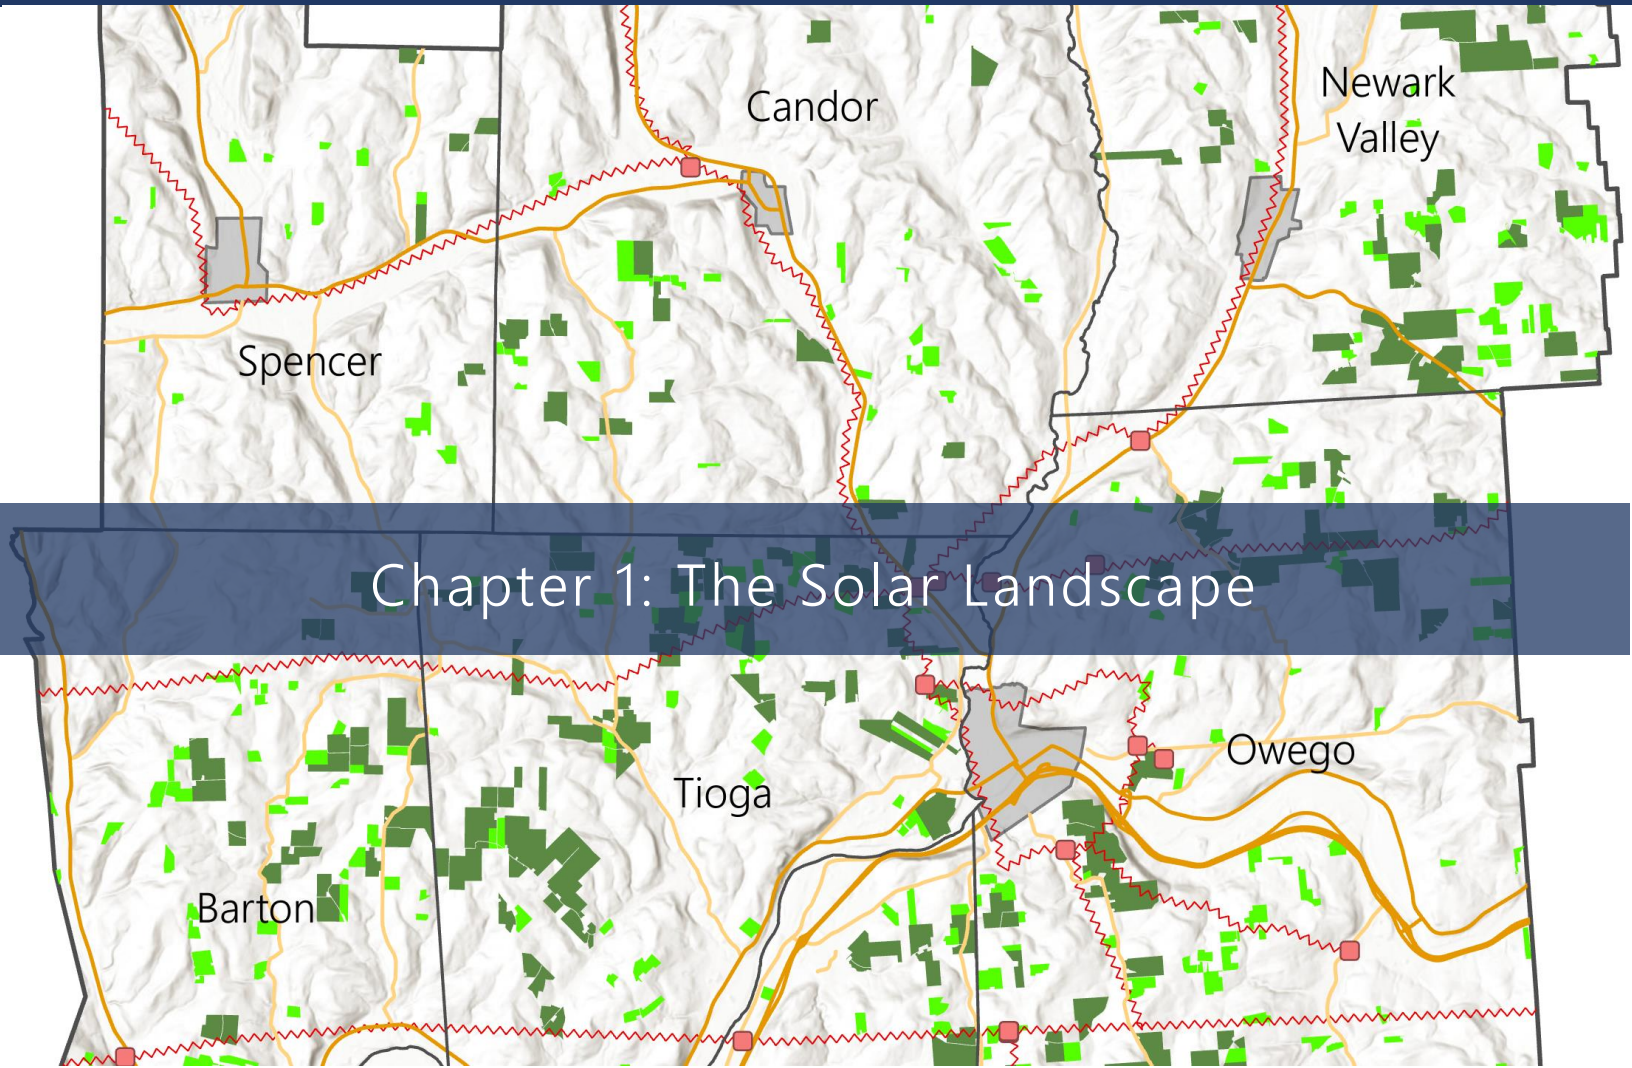 Candor
Newark
Valley
Spencer
Chapter 1: The Solar Landscape
Owego
Tioga
Barton